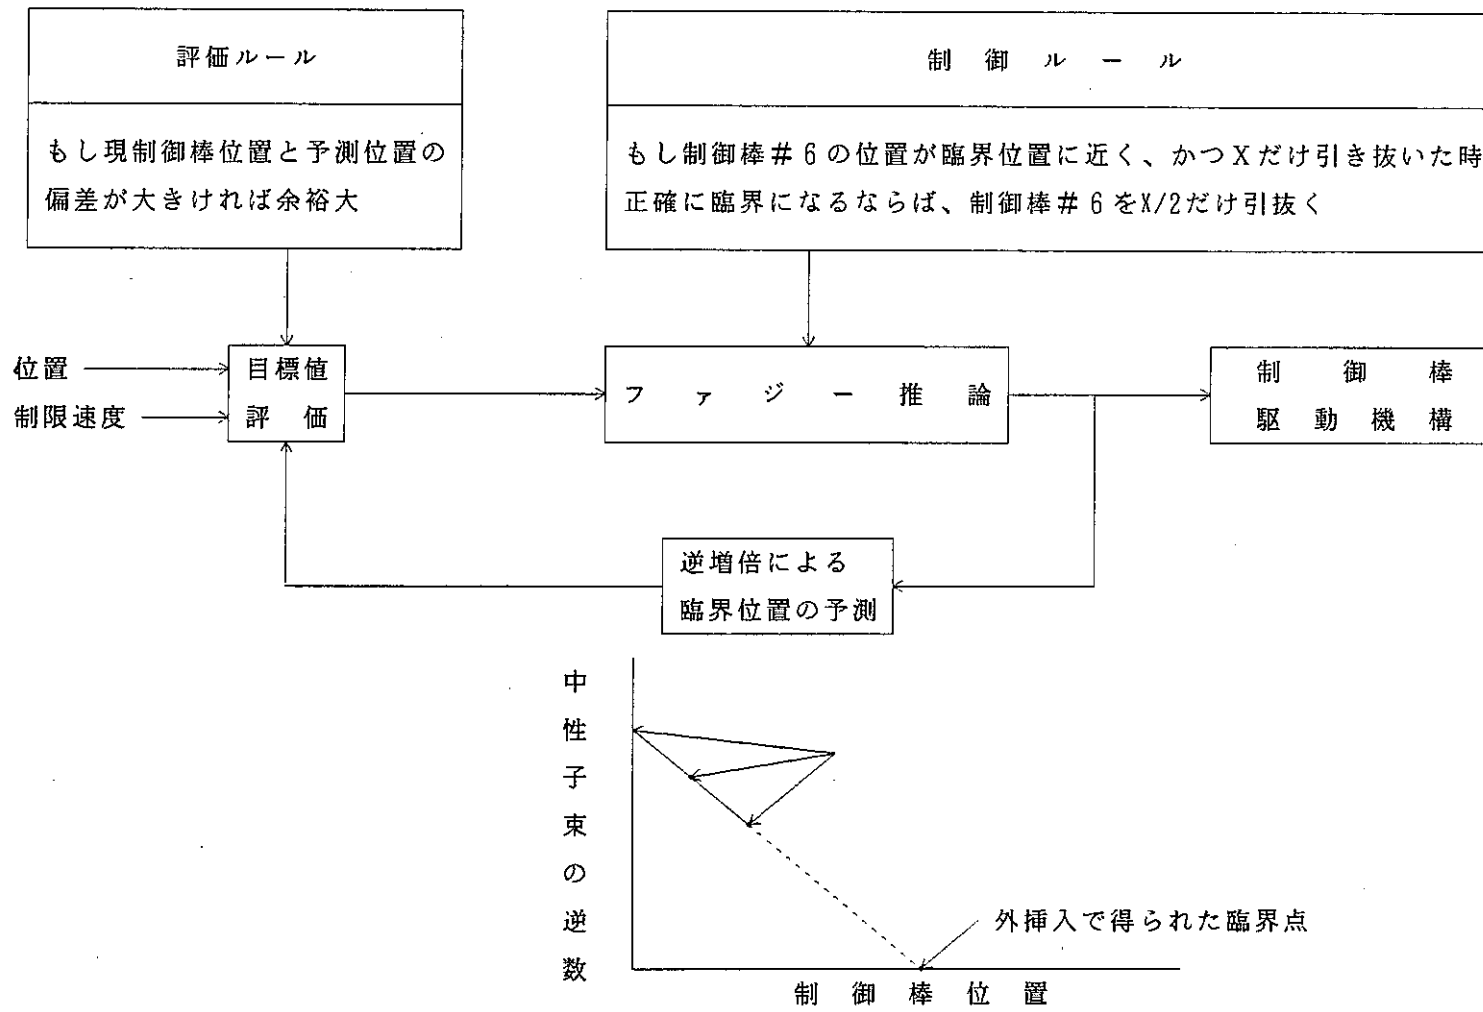 評価ルール
もし現制御棒位置と予測位置の
偏差が大きければ余裕大
制御ルール
もし制御棒＃6の位置が臨界位置に近く、かつXだけ引き抜いた時
正確に臨界になるならば、制御棒＃6をX/2だけ引抜く
位置
制限速度
目標値
評価
ファジー推論
制御棒
駆動機構
逆増倍による
臨界位置の予測
中性子束の逆数
外挿入で得られた臨界点
制御棒位置